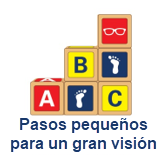 B
A C
Pasos pequeños
para un gran visión